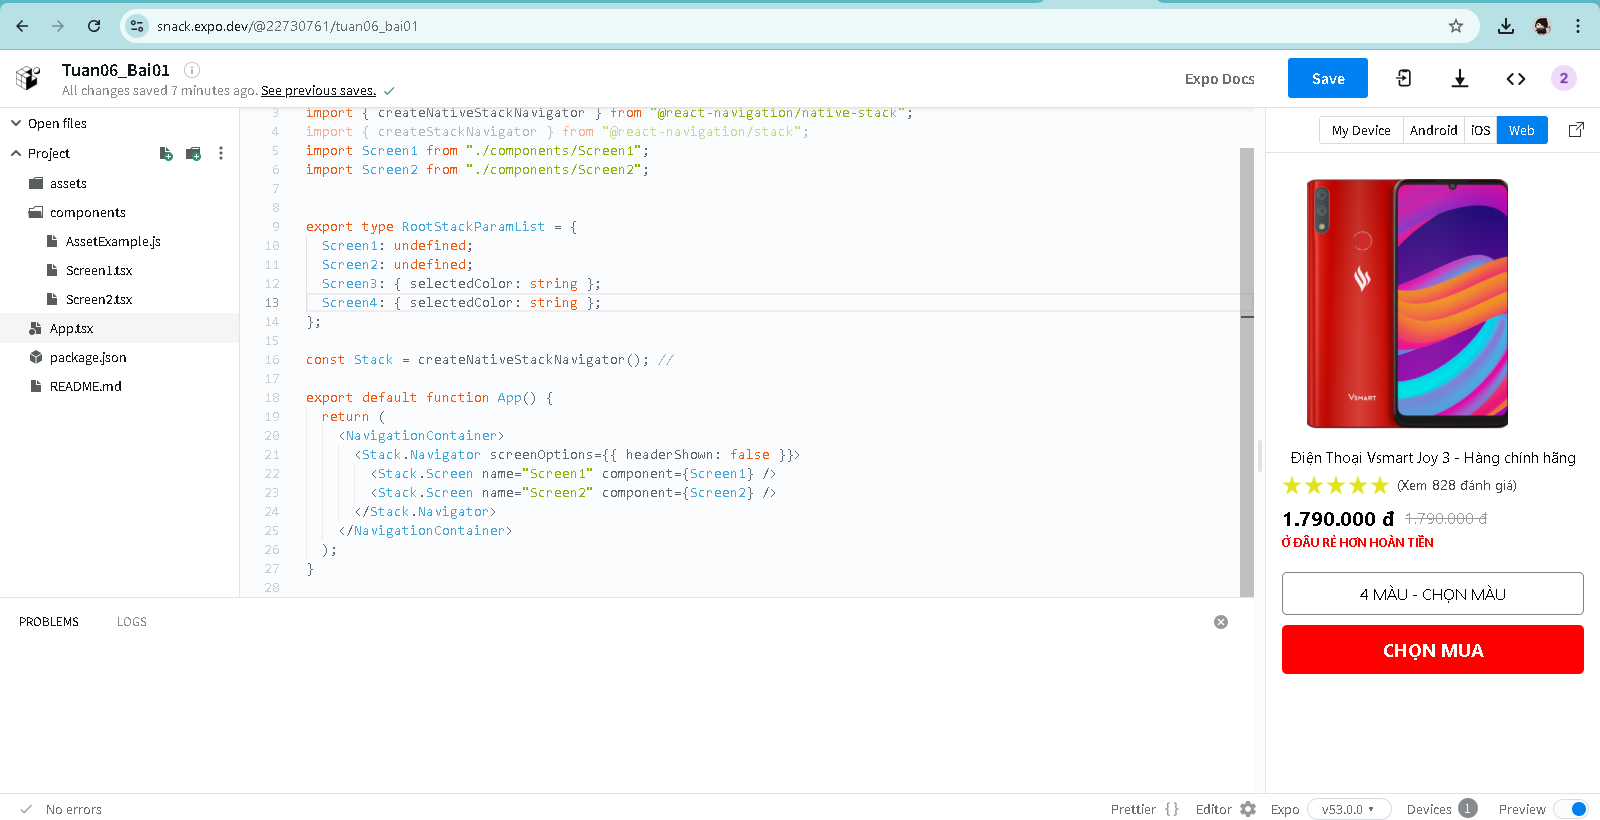 snack.expo.dev/@22730761/tuan06_bai01
Tuan06_Bai01
All changes saved 7 minutes ago. See previous saves.
Expo Docs
Save
2
Open files
Project
assets
components
AssetExample.js
Screen1.tsx
Screen2.tsx
App.tsx
package.json
README.md
3 import { createNativeStackNavigator } from "@react-navigation/native-stack";
4 import { createStackNavigator } from "@react-navigation/stack";
5 import Screen1 from "./components/Screen1";
6 import Screen2 from "./components/Screen2";
7
8
9 export type RootStackParamList = {
10 Screen1: undefined;
11 Screen2: undefined;
12 Screen3: { selectedColor: string };
13 Screen4: { selectedColor: string };
14 };
15
16 const Stack = createNativeStackNavigator(); //
17
18 export default function App() {
19 return (
20 <NavigationContainer>
21 <Stack.Navigator screenOptions={{ headerShown: false }}>
22 <Stack.Screen name="Screen1" component={Screen1} />
23 <Stack.Screen name="Screen2" component={Screen2} />
24 </Stack.Navigator>
25 </NavigationContainer>
26 );
27 }
28
My Device Android iOS Web
VSMART
Điện Thoại Vsmart Joy 3 - Hàng chính hãng
(Xem 828 đánh giá)
1.790.000 đ 1.790.000 đ
Ở ĐÂU RẺ HƠN HOÀN TIỀN
4 MÀU - CHỌN MÀU
CHỌN MUA
PROBLEMS LOGS
No errors
Prettier {} Editor Expo v53.0.0 Devices 1 Preview